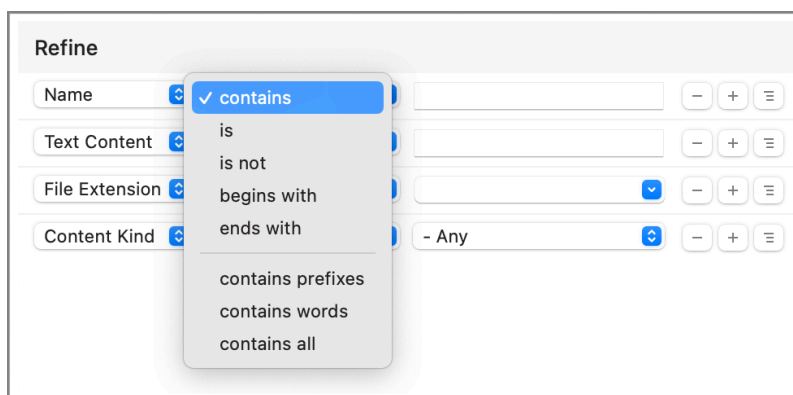 Refine
Name
✓ contains
is
is not
begins with
ends with
contains prefixes
contains words
contains all
Text Content
File Extension
Content Kind
- Any